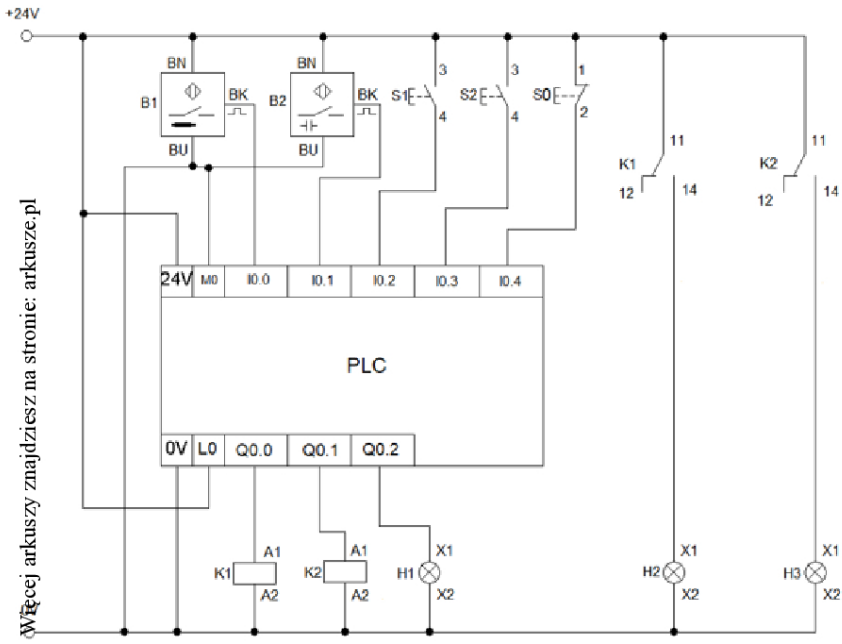 +24V
BN
BN
3
3
1
B1
BK
B2
BK
S1
S2
S0
4
4
2
BU
BU
11
11
K1
K2
12
14
12
14
24V M0 I0.0 I0.1 I0.2 I0.3 I0.4
PLC
0V L0 Q0.0 Q0.1 Q0.2
A1
A1
X1
X1
X1
K1
K2
H1
H2
H3
A2
A2
X2
X2
X2
Więcej arkuszy znajdziesz na stronie: arkusze.pl